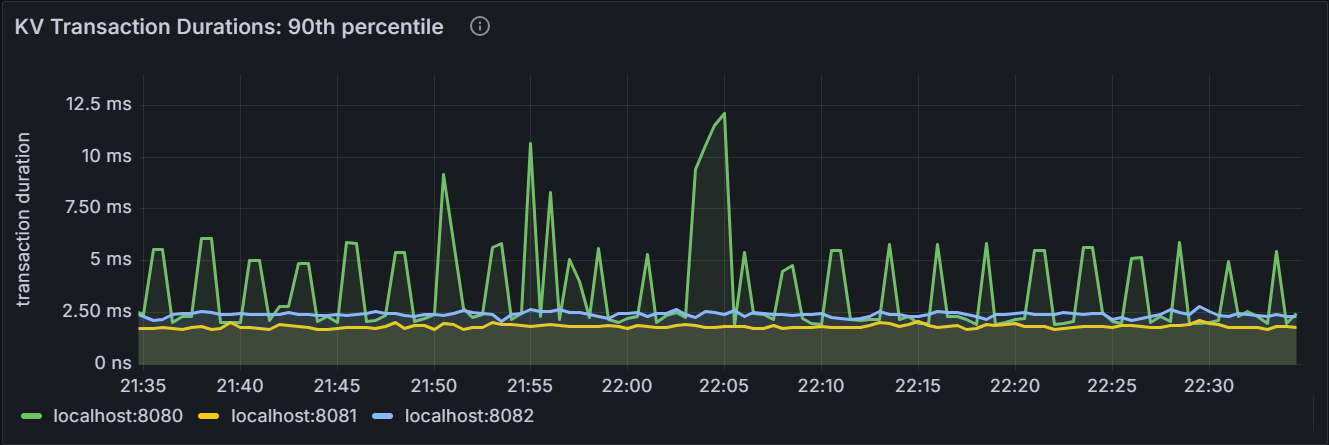 KV Transaction Durations: 90th percentile
transaction duration
12.5 ms
10 ms
7.50 ms
5 ms
2.50 ms
0 ns
21:35 21:40 21:45 21:50 21:55 22:00 22:05 22:10 22:15 22:20 22:25 22:30
localhost:8080 localhost:8081 localhost:8082